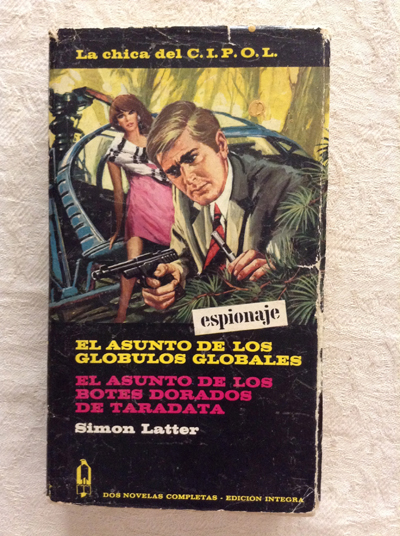 La chica del C.I.P.O.L.
espionaje
EL ASUNTO DE LOS
GLOBULOS GLOBALES
EL ASUNTO DE LOS
BOTES DORADOS
DE TARADATA
Simon Latter
DOS NOVELAS COMPLETAS - EDICIÓN INTEGRA